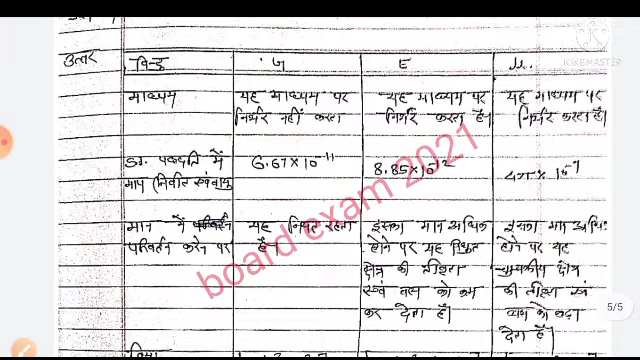 उत्तर
बिन्दु G E μ
माध्यम यह माध्यम पर यह माध्यम पर यह माध्यम पर
निर्भर नहीं करता निर्भर करता है। निर्भर करता है।
SI पद्धति में 6.67×10⁻¹¹ 8.85×10⁻¹² 4π × 10⁻⁷
माप (निर्वात एवं वायु
मान में परिवर्तन यह नियत रहता इसका मान अधिक इसका मान अधि
परिवर्तन करने पर है। होने पर यह विद्युत होने पर यह
क्षेत्र की तीव्रता चुम्बकीय क्षेत्र
एवं बल को कम की तीव्रता एवं
कर देता है। को बढ़ा
देता है।
board exam 2021
KINEMASTER
5/5